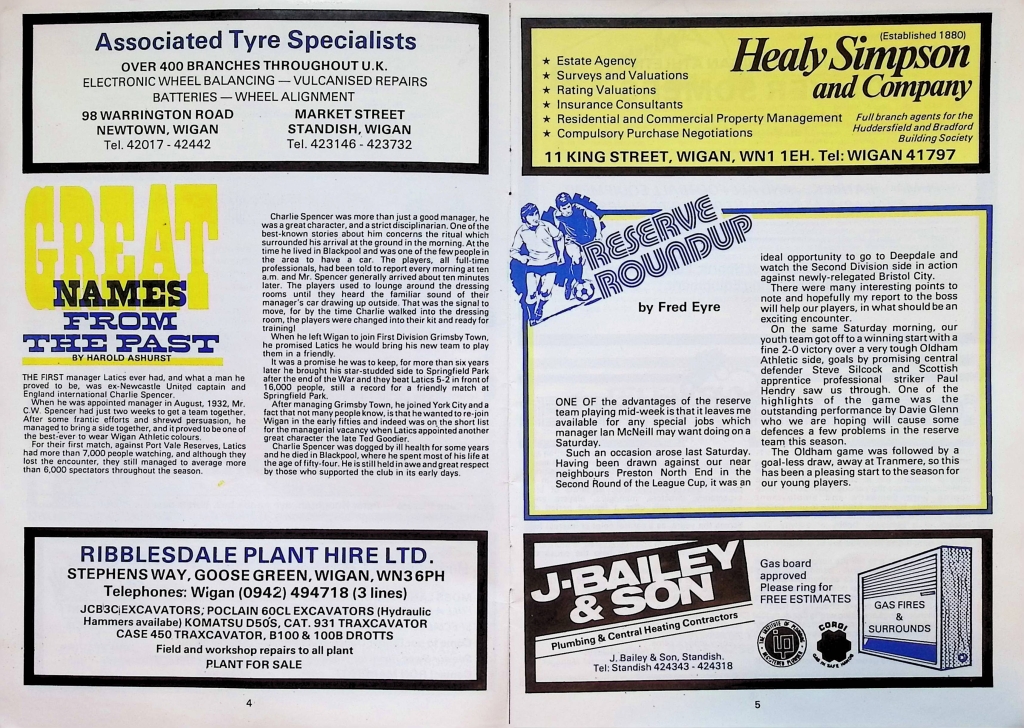 Associated Tyre Specialists
OVER 400 BRANCHES THROUGHOUT U.K.
ELECTRONIC WHEEL BALANCING — VULCANISED REPAIRS
BATTERIES — WHEEL ALIGNMENT
98 WARRINGTON ROAD
NEWTOWN, WIGAN
Tel. 42017 - 42442
MARKET STREET
STANDISH, WIGAN
Tel. 423146 - 423732
GREAT
NAMES
FROM
THE PAST
BY HAROLD ASHURST
THE FIRST manager Latics ever had, and what a man he
proved to be, was ex-Newcastle United captain and
England international Charlie Spencer.
When he was appointed manager in August, 1932, Mr.
C.W. Spencer had just two weeks to get a team together.
After some frantic efforts and shrewd persuasion, he
managed to bring a side together, and it proved to be one of
the best-ever to wear Wigan Athletic colours.
For their first match, against Port Vale Reserves, Latics
had more than 7,000 people watching, and although they
lost the encounter, they still managed to average more
than 6,000 spectators throughout the season.
Charlie Spencer was more than just a good manager, he
was a great character, and a strict disciplinarian. One of the
best-known stories about him concerns the ritual which
surrounded his arrival at the ground in the morning. At the
time he lived in Blackpool and was one of the few people in
the area to have a car. The players, all full-time
professionals, had been told to report every morning at ten
a.m. and Mr. Spencer generally arrived about ten minutes
later. The players used to lounge around the dressing
rooms until they heard the familiar sound of their
manager's car drawing up outside. That was the signal to
move, for by the time Charlie walked into the dressing
room, the players were changed into their kit and ready for
training!
When he left Wigan to join First Division Grimsby Town,
he promised Latics he would bring his new team to play
them in a friendly.
It was a promise he was to keep, for more than six years
later he brought his star-studded side to Springfield Park
after the end of the War and they beat Latics 5-2 in front of
16,000 people, still a record for a friendly match at
Springfield Park.
After managing Grimsby Town, he joined York City and a
fact that not many people know, is that he wanted to re-join
Wigan in the early fifties and indeed was on the short list
for the managerial vacancy when Latics appointed another
great character the late Ted Goodier.
Charlie Spencer was dogged by ill health for some years
and he died in Blackpool, where he spent most of his life at
the age of fifty-four. He is still held in awe and great respect
by those who supported the club in its early days.
RIBBLESDALE PLANT HIRE LTD.
STEPHENS WAY, GOOSE GREEN, WIGAN, WN3 6PH
Telephones: Wigan (0942) 494718 (3 lines)
JCB3C EXCAVATORS, POCLAIN 60CL EXCAVATORS (Hydraulic
Hammers availabe) KOMATSU D50S, CAT. 931 TRAXCAVATOR
CASE 450 TRAXCAVATOR, B100 & 100B DROTTS
Field and workshop repairs to all plant
PLANT FOR SALE
4
(Established 1880)
Healy Simpson
and Company
★ Estate Agency
★ Surveys and Valuations
★ Rating Valuations
★ Insurance Consultants
★ Residential and Commercial Property Management
★ Compulsory Purchase Negotiations
Full branch agents for the
Huddersfield and Bradford
Building Society
11 KING STREET, WIGAN, WN1 1EH. Tel: WIGAN 41797
RESERVE
ROUNDUP
by Fred Eyre
ONE OF the advantages of the reserve
team playing mid-week is that it leaves me
available for any special jobs which
manager Ian McNeill may want doing on a
Saturday.
Such an occasion arose last Saturday.
Having been drawn against our near
neighbours Preston North End in the
Second Round of the League Cup, it was an
ideal opportunity to go to Deepdale and
watch the Second Division side in action
against newly-relegated Bristol City.
There were many interesting points to
note and hopefully my report to the boss
will help our players, in what should be an
exciting encounter.
On the same Saturday morning, our
youth team got off to a winning start with a
fine 2-0 victory over a very tough Oldham
Athletic side, goals by promising central
defender Steve Silcock and Scottish
apprentice professional striker Paul
Hendry saw us through. One of the
highlights of the game was the
outstanding performance by Davie Glenn
who we are hoping will cause some
defences a few problems in the reserve
team this season.
The Oldham game was followed by a
goal-less draw, away at Tranmere, so this
has been a pleasing start to the season for
our young players.
J·BAILEY
& SON
Plumbing & Central Heating Contractors
J. Bailey & Son, Standish.
Tel: Standish 424343 - 424318
Gas board
approved
Please ring for
FREE ESTIMATES
CORGI
GAS FIRES
&
SURROUNDS
5